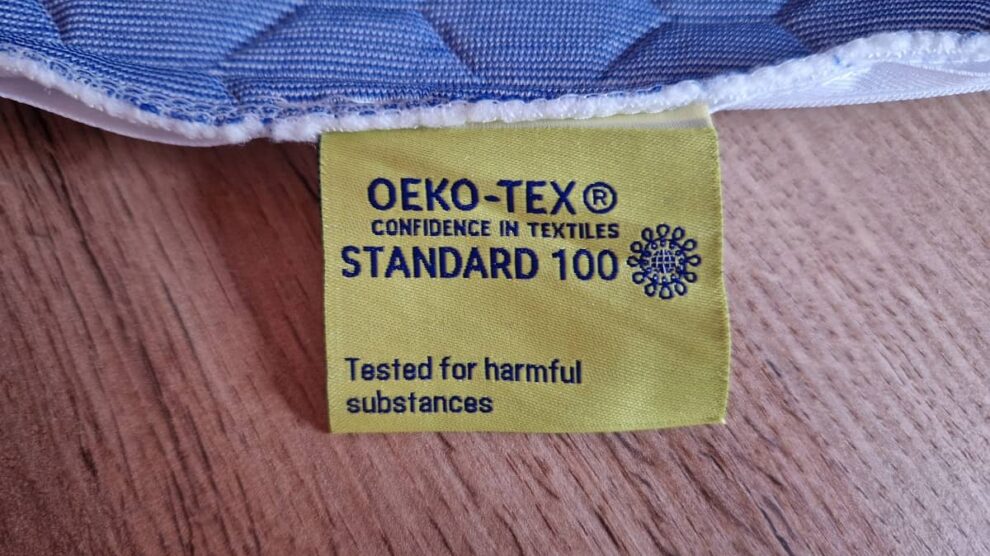 OEKO-TEX®
CONFIDENCE IN TEXTILES
STANDARD 100
Tested for harmful
substances